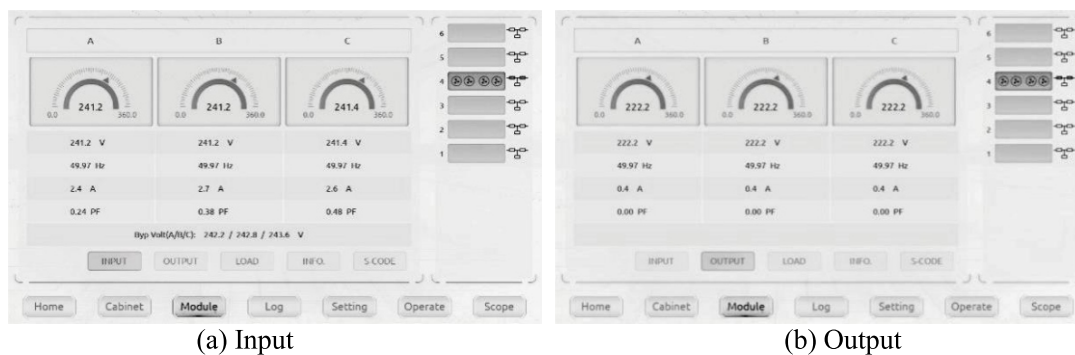 A B C
241.2 241.2 241.4
0.0 360.0 0.0 360.0 0.0 360.0
241.2 V 241.2 V 241.4 V
49.97 Hz 49.97 Hz 49.97 Hz
2.4 A 2.7 A 2.6 A
0.24 PF 0.38 PF 0.48 PF
Byp Volt(A/B/C): 242.2 / 242.8 / 243.6 V
INPUT OUTPUT LOAD INFO. S-CODE
6
5
4
3
2
1
Home Cabinet Module Log Setting Operate Scope
(a) Input
A B C
222.2 222.2 222.2
0.0 360.0 0.0 360.0 0.0 360.0
222.2 V 222.2 V 222.2 V
49.97 Hz 49.97 Hz 49.97 Hz
0.4 A 0.4 A 0.4 A
0.00 PF 0.00 PF 0.00 PF
INPUT OUTPUT LOAD INFO. S-CODE
6
5
4
3
2
1
Home Cabinet Module Log Setting Operate Scope
(b) Output